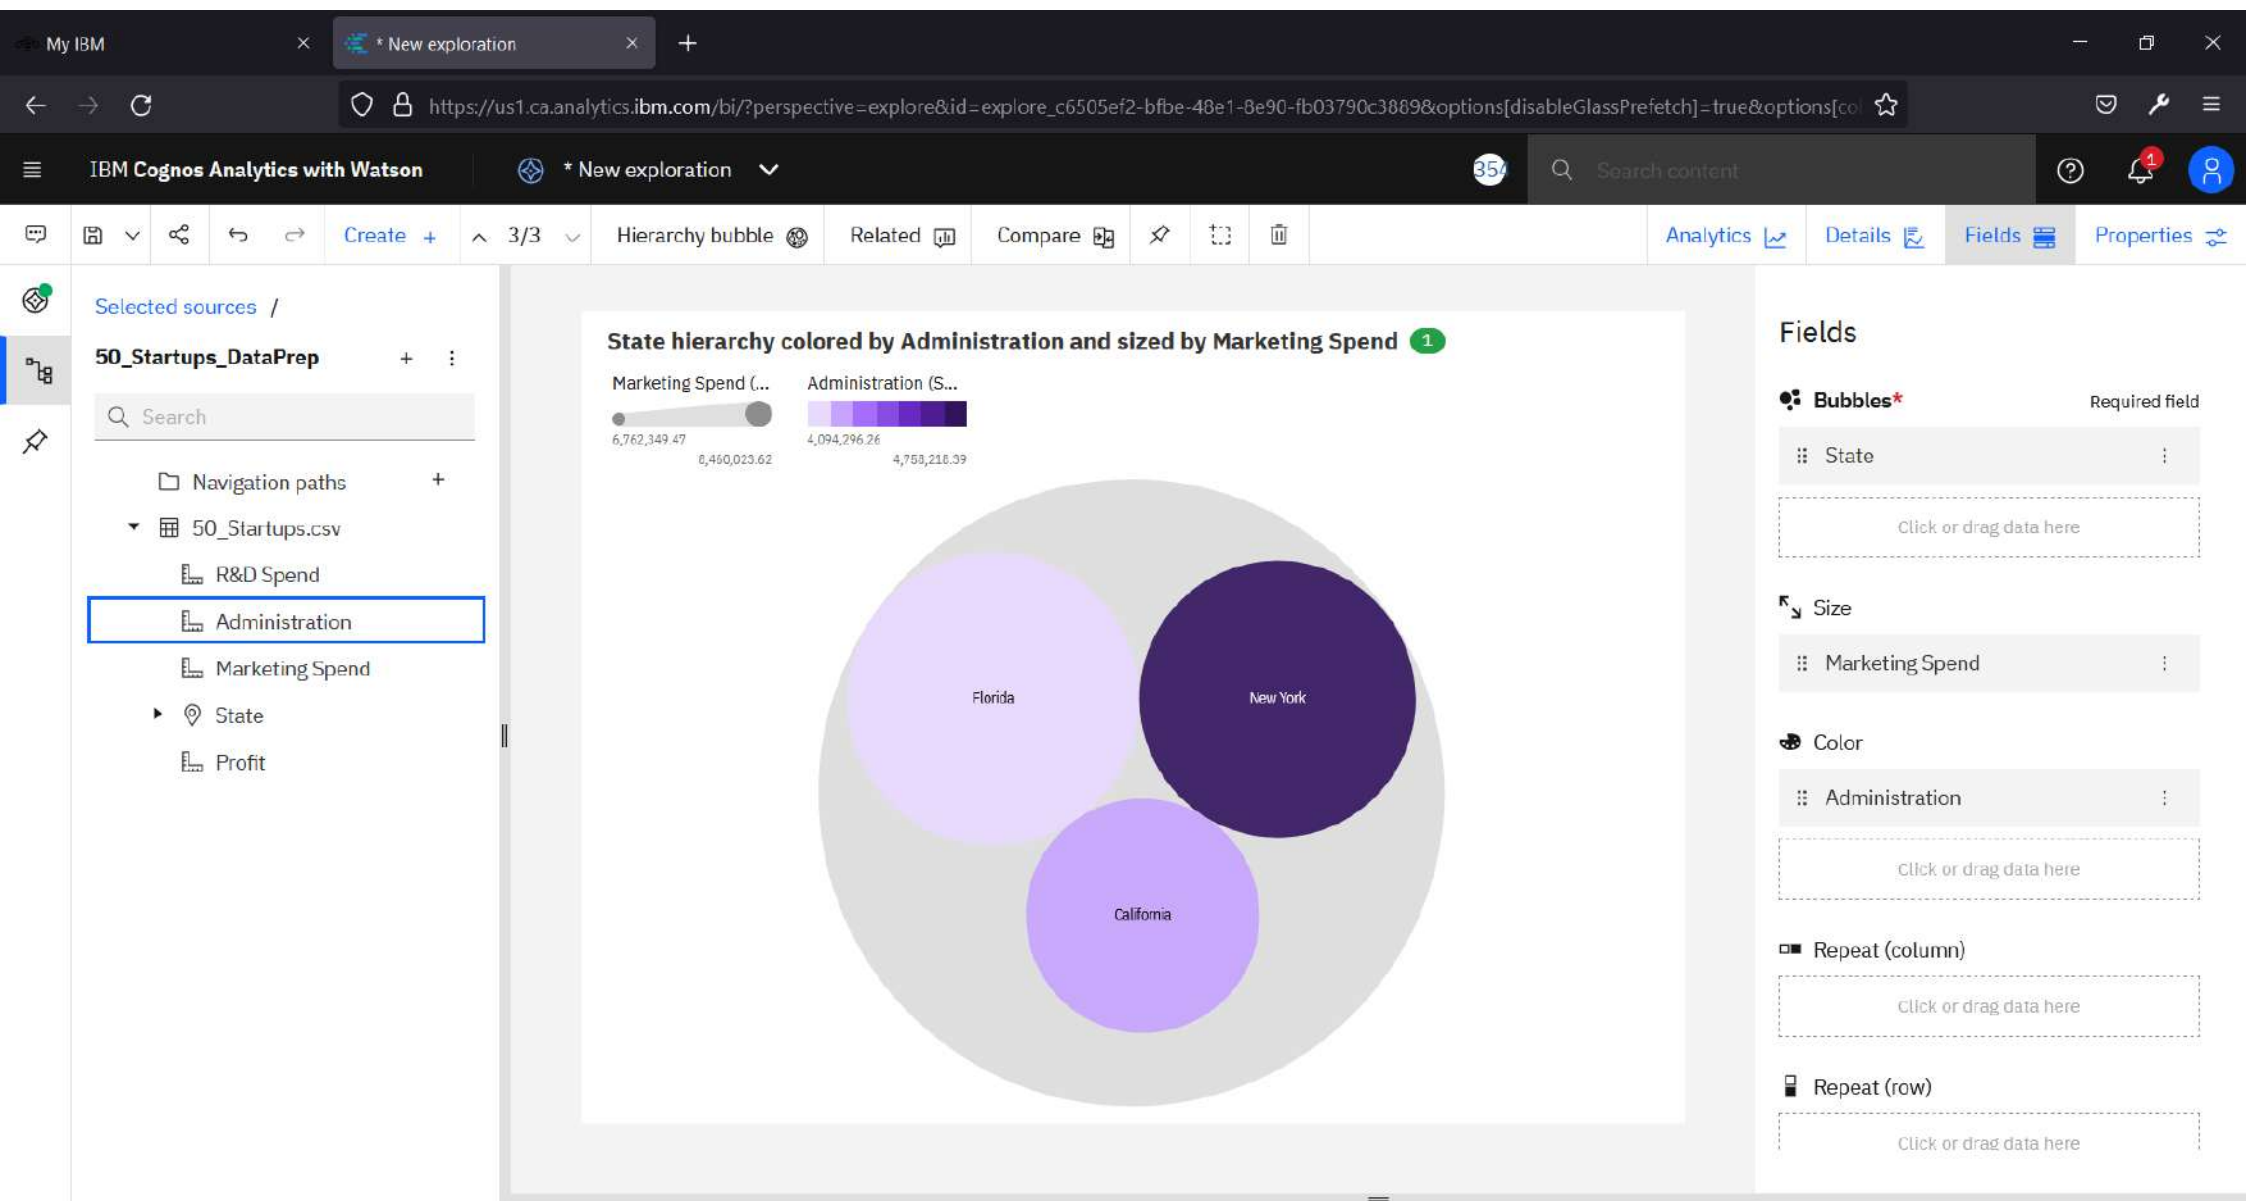 My IBM
* New exploration
https://us1.ca.analytics.ibm.com/bi/?perspective=explore&id=explore_c6505ef2-bfbe-48e1-8e90-fb03790c3889&options[disableGlassPrefetch]=true&options[co
IBM Cognos Analytics with Watson
* New exploration
354
Search content
1
Create +
3/3
Hierarchy bubble
Related
Compare
Analytics
Details
Fields
Properties
Selected sources /
50_Startups_DataPrep
Search
Navigation paths
50_Startups.csv
R&D Spend
Administration
Marketing Spend
State
Profit
State hierarchy colored by Administration and sized by Marketing Spend 1
Marketing Spend (...
Administration (S...
6,762,349.47
8,460,023.62
4,094,296.26
4,758,218.39
Florida
New York
California
Fields
Bubbles* Required field
State
Click or drag data here
Size
Marketing Spend
Color
Administration
Click or drag data here
Repeat (column)
Click or drag data here
Repeat (row)
Click or drag data here